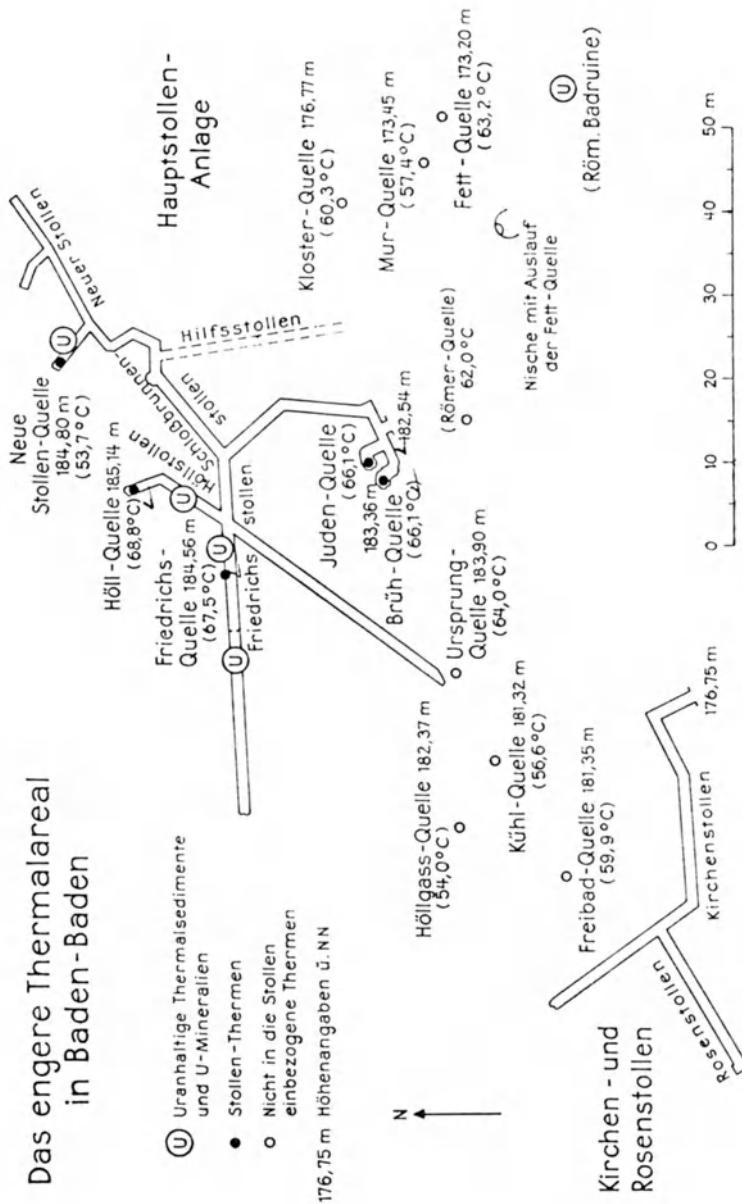 Das engere Thermalareal
in Baden-Baden
U Uranhaltige Thermalsedimente
und U-Mineralien
● Stollen-Thermen
○ Nicht in die Stollen
einbezogene Thermen
176,75 m Höhenangaben ü. NN
N
Kirchen- und
Rosenstollen
Neue
Stollen-Quelle
184,80 m
(53,7°C)
U
Höll-Quelle 185,14 m
(68,8°C)
U
Friedrichs-
Quelle 184,56 m
(67,5°C)
U
U
Friedrichs
stollen
Höllstollen
Schloßbrunnen-
stollen
Neuer Stollen
Hilfsstollen
Hauptstollen-
Anlage
Kloster-Quelle 176,77 m
(60,3°C)
Mur-Quelle 173,45 m
(57,4°C)
Fett-Quelle 173,20 m
(63,2°C)
U
(Röm. Badruine)
Nische mit Auslauf
der Fett-Quelle
(Römer-Quelle)
62,0°C
Juden-Quelle
(66,1°C)
183,36 m
Brüh-Quelle
(66,1°C)
182,54 m
Ursprung-
Quelle 183,90 m
(64,0°C)
Höllgass-Quelle 182,37 m
(54,0°C)
Kühl-Quelle 181,32 m
(56,6°C)
Freibad-Quelle 181,35 m
(59,9°C)
Kirchenstollen
176,75 m
Rosenstollen
0 10 20 30 40 50 m